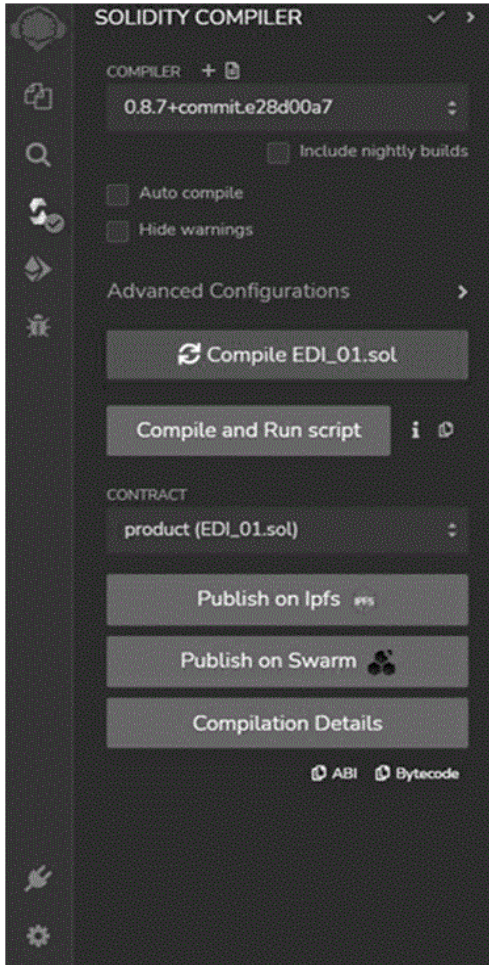 SOLIDITY COMPILER
COMPILER +
0.8.7+commit.e28d00a7
Include nightly builds
Auto compile
Hide warnings
Advanced Configurations
Compile EDI_01.sol
Compile and Run script i
CONTRACT
product (EDI_01.sol)
Publish on Ipfs IPFS
Publish on Swarm
Compilation Details
ABI Bytecode